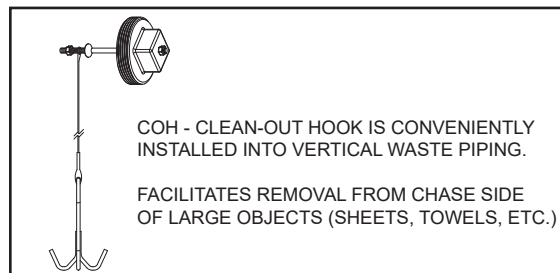 COH - CLEAN-OUT HOOK IS CONVENIENTLY
INSTALLED INTO VERTICAL WASTE PIPING.
FACILITATES REMOVAL FROM CHASE SIDE
OF LARGE OBJECTS (SHEETS, TOWELS, ETC.)